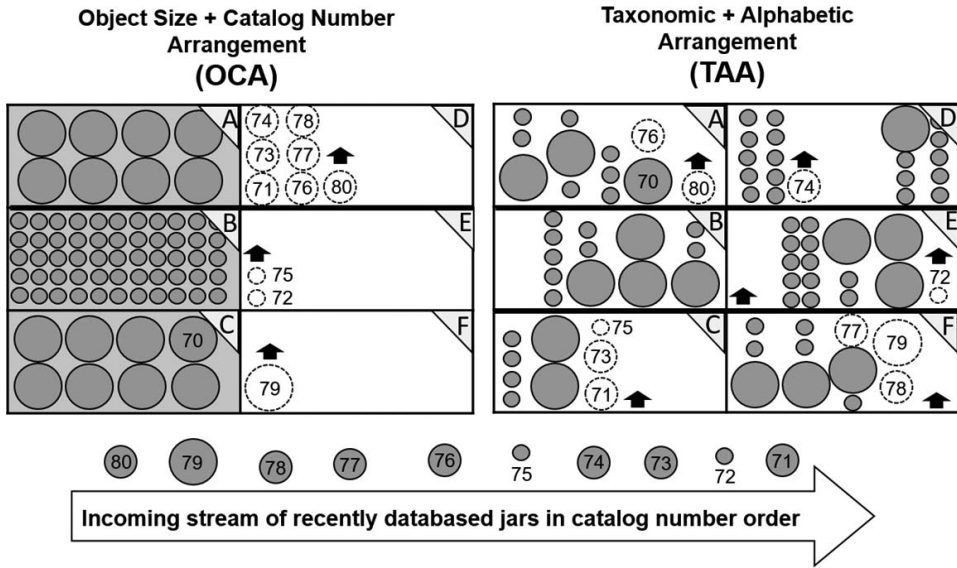 Object Size + Catalog Number
Arrangement
(OCA)
Taxonomic + Alphabetic
Arrangement
(TAA)
A
74 78
D
73 77
71 76 80
B
E
75
72
C
70
F
79
A
76
70
80
D
74
B
E
72
C
75
73
71
F
77
79
78
80 79 78 77 76 75 74 73 72 71
Incoming stream of recently databased jars in catalog number order